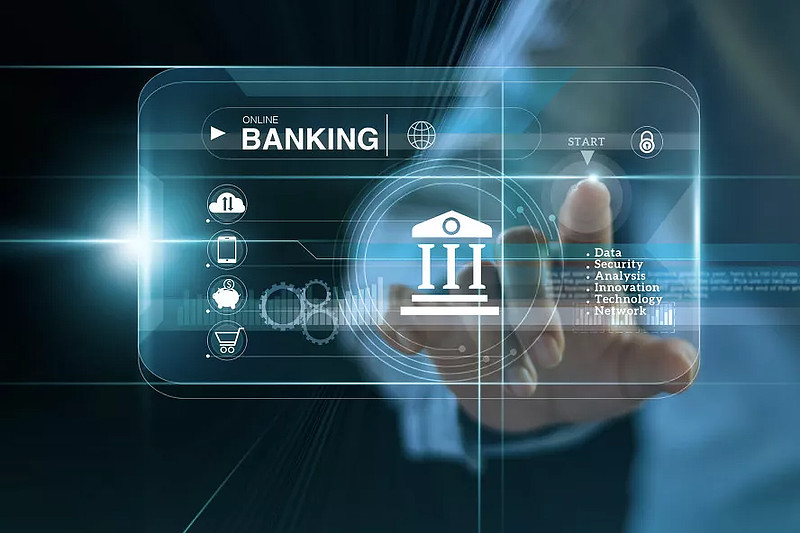 ONLINE
BANKING
START
Data
Security
Analysis
Innovation
Technology
Network